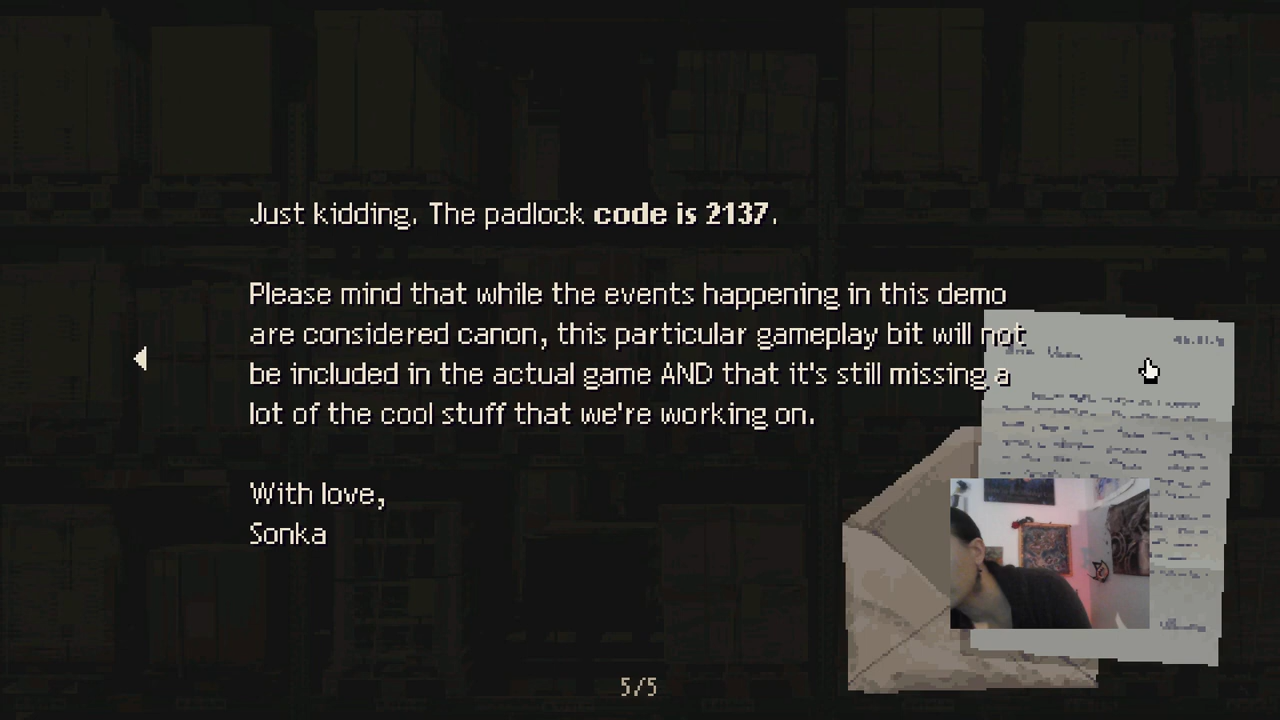 Just kidding. The padlock code is 2137.
Please mind that while the events happening in this demo
are considered canon, this particular gameplay bit will not
be included in the actual game AND that it's still missing a
lot of the cool stuff that we're working on.
With love,
Sonka
5/5